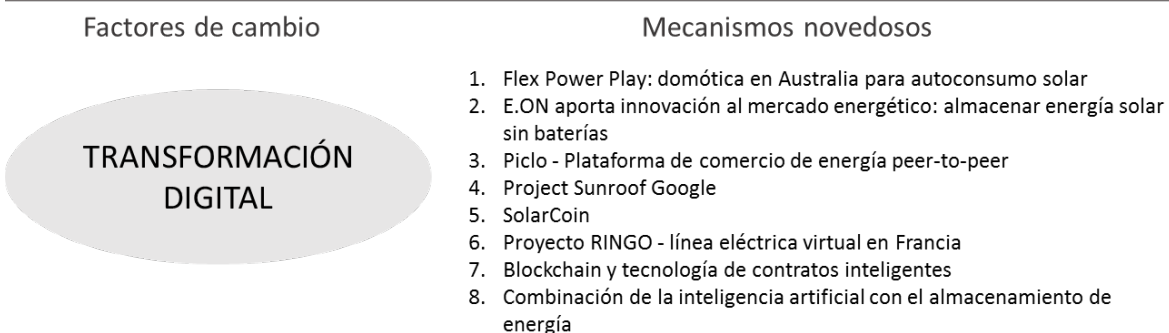 Factores de cambio
Mecanismos novedosos
TRANSFORMACIÓN
DIGITAL
1. Flex Power Play: domótica en Australia para autoconsumo solar
2. E.ON aporta innovación al mercado energético: almacenar energía solar
sin baterías
3. Piclo - Plataforma de comercio de energía peer-to-peer
4. Project Sunroof Google
5. SolarCoin
6. Proyecto RINGO - línea eléctrica virtual en Francia
7. Blockchain y tecnología de contratos inteligentes
8. Combinación de la inteligencia artificial con el almacenamiento de
energía